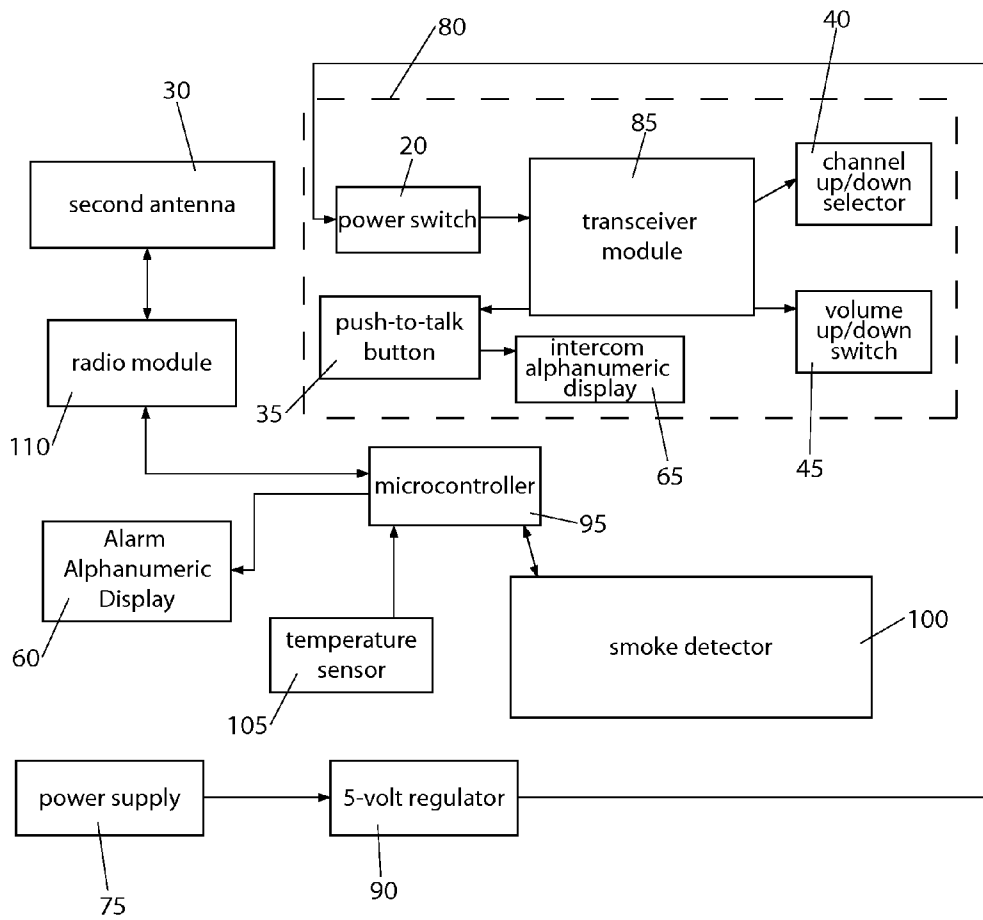 80
40
30
85
20
channel
up/down
selector
second antenna
power switch
transceiver
module
push-to-talk
button
volume
up/down
switch
radio module
intercom
alphanumeric
display
35
110
65
45
microcontroller
95
Alarm
Alphanumeric
Display
60
temperature
sensor
smoke detector
100
105
power supply
5-volt regulator
75
90